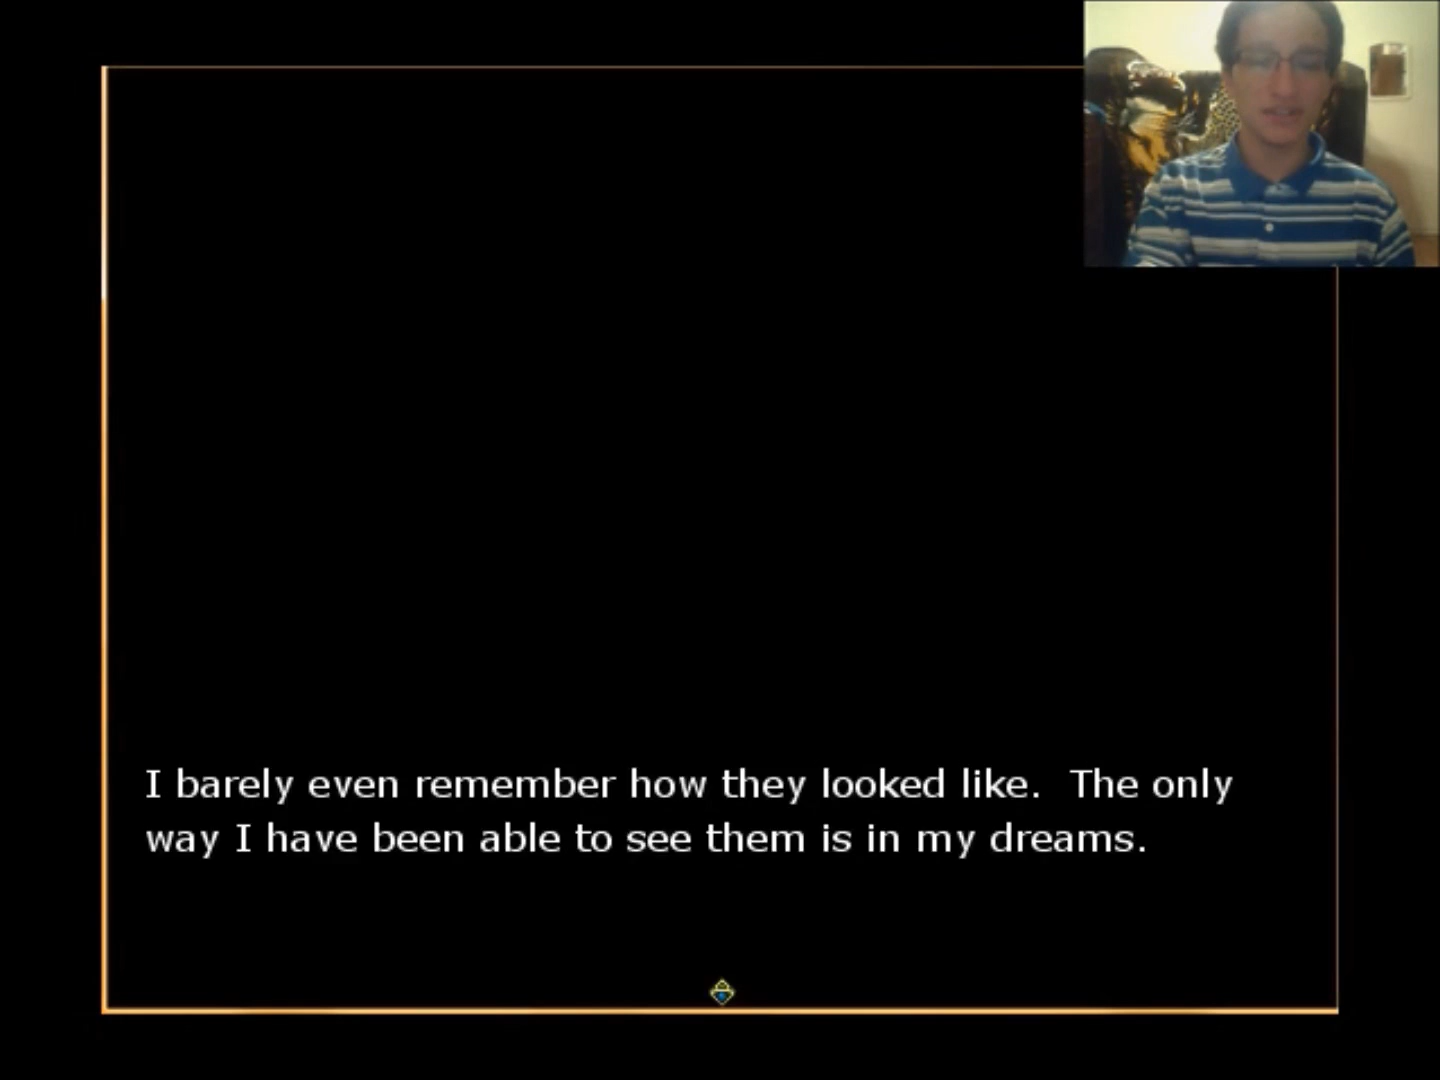 I barely even remember how they looked like.  The only
way I have been able to see them is in my dreams.